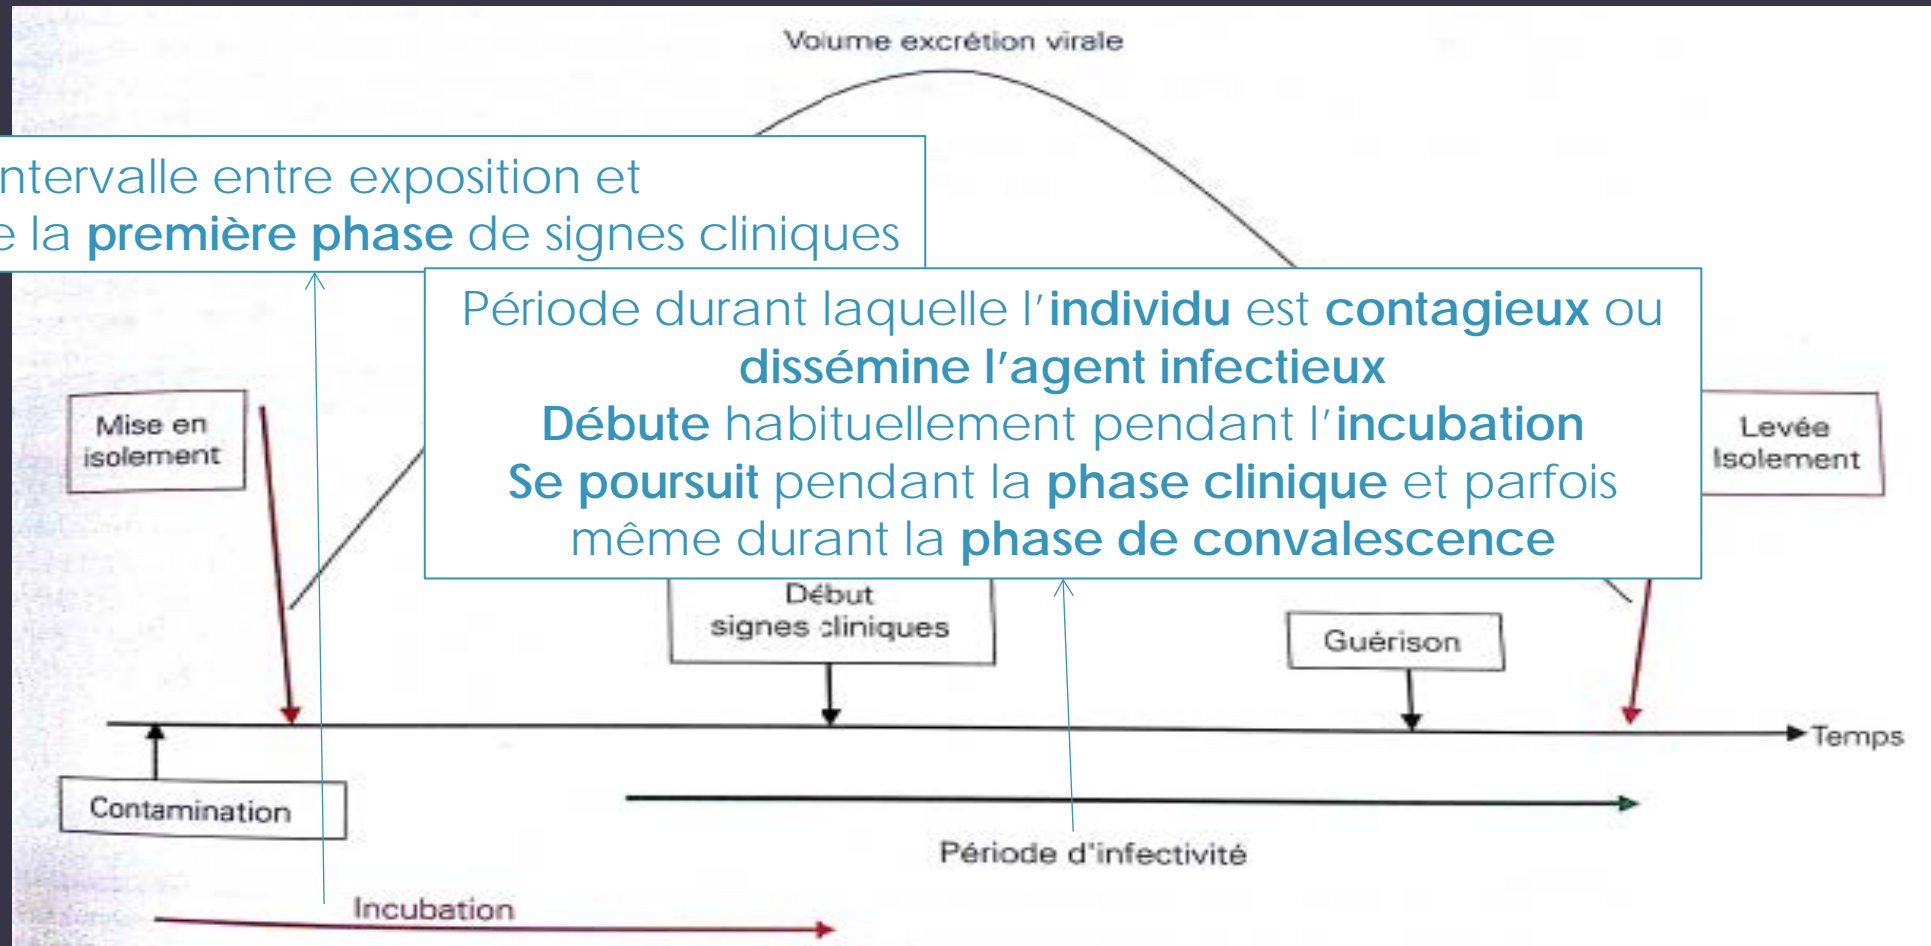 Volume excrétion virale
ntervalle entre exposition et
e la première phase de signes cliniques
Période durant laquelle l'individu est contagieux ou
dissémine l'agent infectieux
Débute habituellement pendant l'incubation
Se poursuit pendant la phase clinique et parfois
même durant la phase de convalescence
Mise en
isolement
Levée
Isolement
Début
signes cliniques
Guérison
Temps
Contamination
Période d'infectivité
Incubation